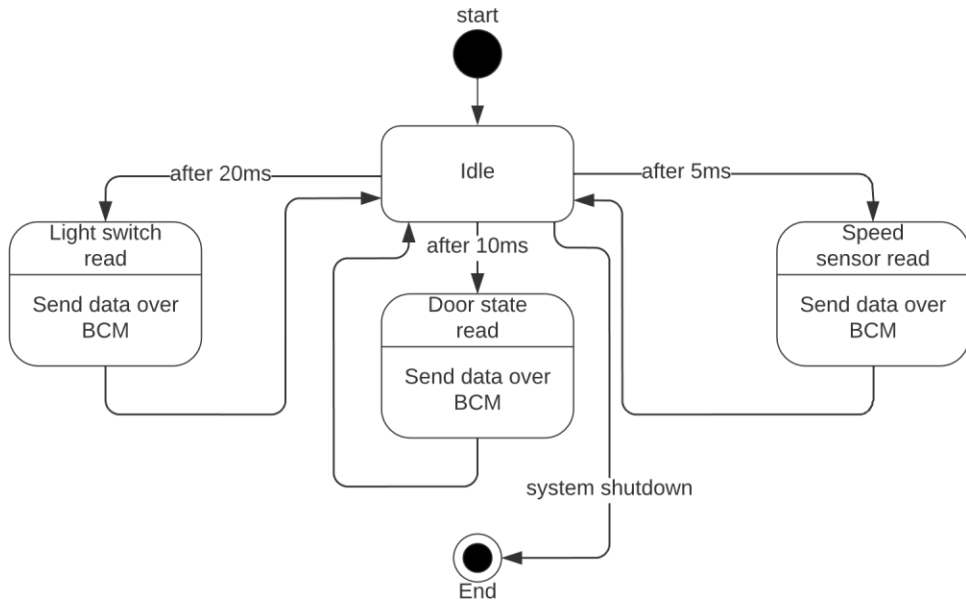 start
Idle
after 20ms
after 5ms
Light switch
read
Send data over
BCM
after 10ms
Door state
read
Send data over
BCM
Speed
sensor read
Send data over
BCM
system shutdown
End